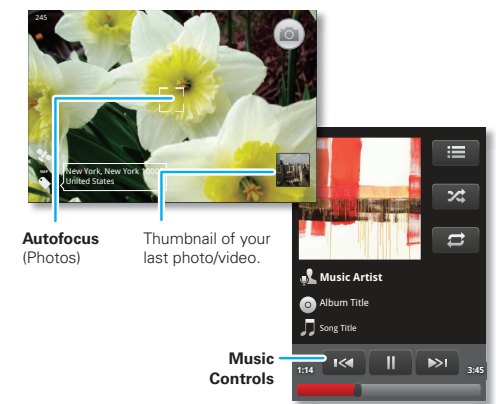 245
New York, New York 1000
United States
Autofocus
(Photos)
Thumbnail of your
last photo/video.
Music Artist
Album Title
Song Title
Music
Controls
1:14
3:45